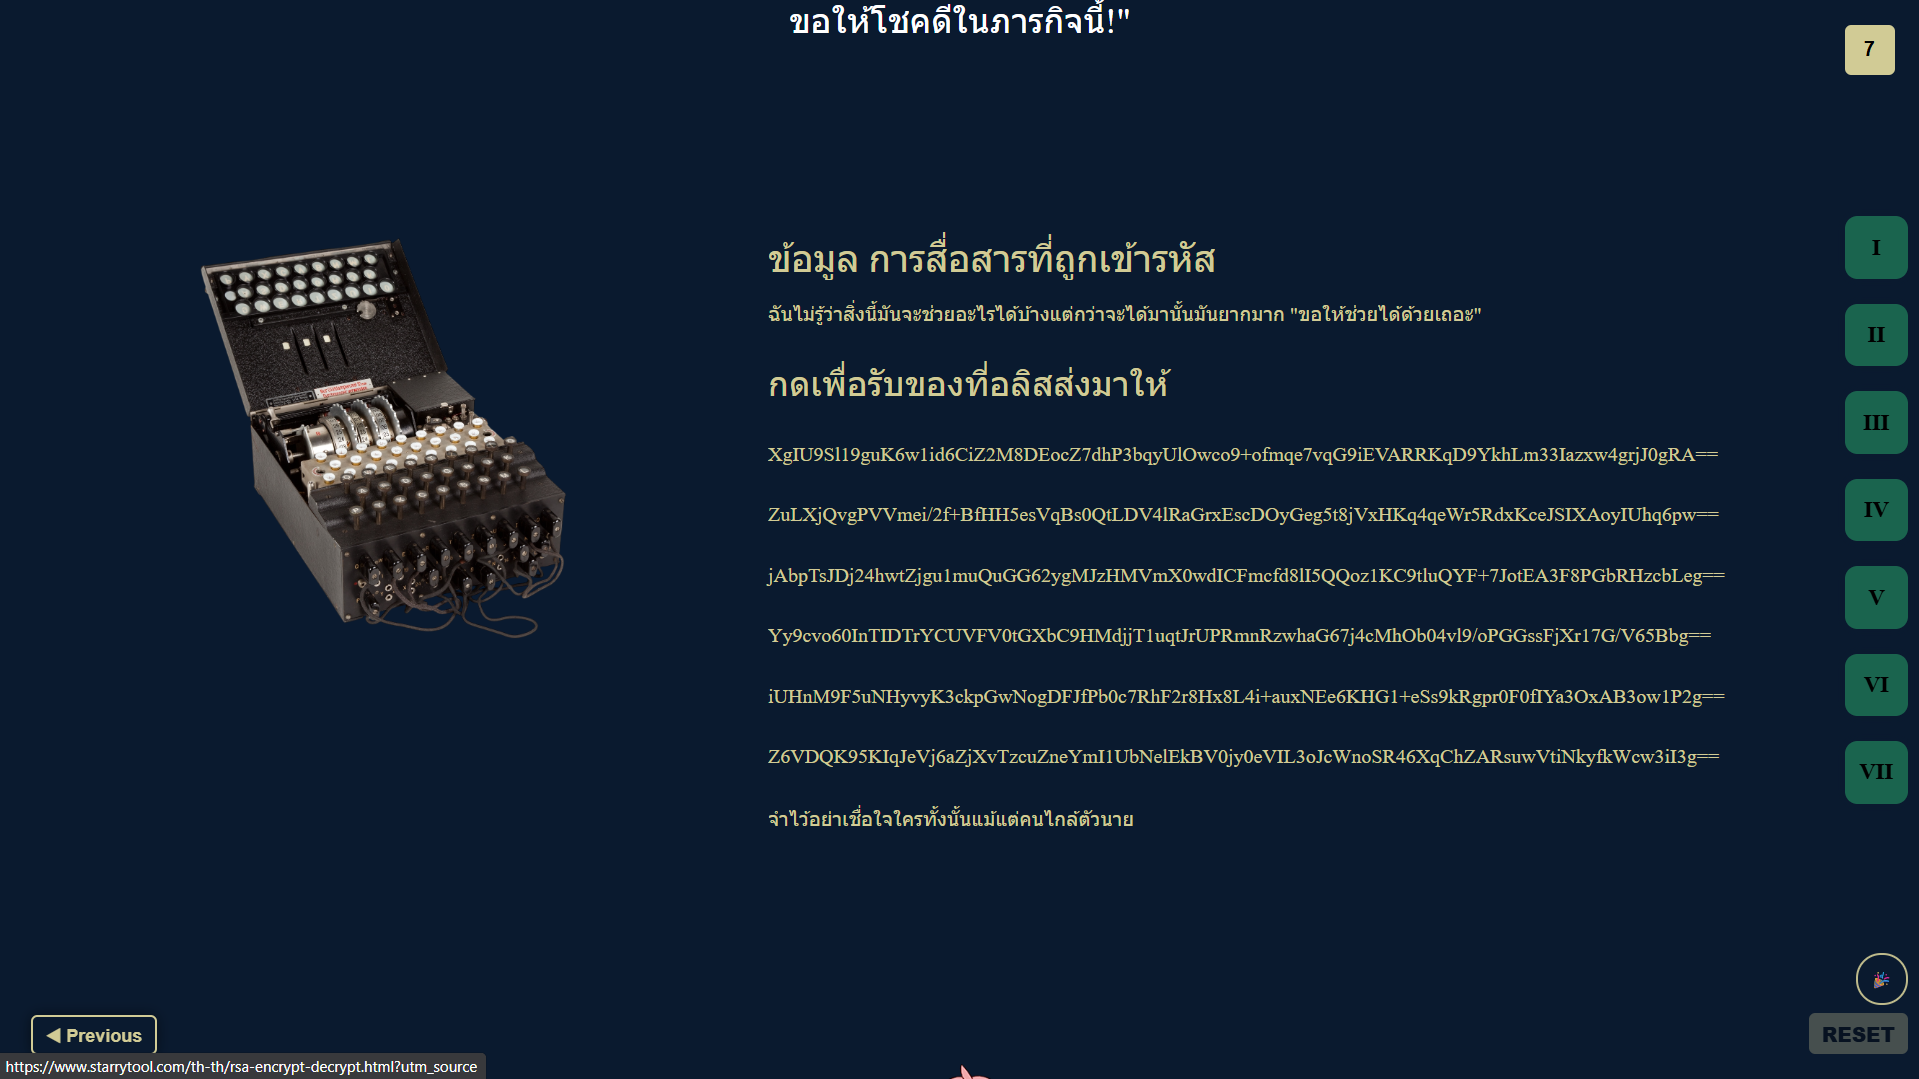 ขอให้โชคดีในภารกิจนี้!"
7
ข้อมูล การสื่อสารที่ถูกเข้ารหัส
ฉันไม่รู้ว่าสิ่งนี้มันจะช่วยอะไรได้บ้างแต่กว่าจะได้มานั้นมันยากมาก "ขอให้ช่วยได้ด้วยเถอะ"
กดเพื่อรับของที่อลิสส่งมาให้
XgIU9Sl19guK6w1id6CiZ2M8DEocZ7dhP3bqyUlOwco9+ofmqe7vqG9iEVARRKqD9YkhLm33Iazxw4grjJ0gRA==
ZuLXjQvgPVVmei/2f+BfHH5esVqBs0QtLDV4lRaGrxEscDOyGeg5t8jVxHKq4qeWr5RdxKceJSIXAoyIUhq6pw==
jAbpTsJDj24hwtZjgu1muQuGG62ygMJzHMVmX0wdICFmcfd8lI5QQoz1KC9tluQYF+7JotEA3F8PGbRHzcbLeg==
Yy9cvo60InTIDTrYCUVFV0tGXbC9HMdjjT1uqtJrUPRmnRzwhaG67j4cMhOb04vl9/oPGGssFjXr17G/V65Bbg==
iUHnM9F5uNHyvyK3ckpGwNogDFJfPb0c7RhF2r8Hx8L4i+auxNEe6KHG1+eSs9kRgpr0F0fIYa3OxAB3ow1P2g==
Z6VDQK95KIqJeVj6aZjXvTzcuZneYmI1UbNelEkBV0jy0eVIL3oJcWnoSR46XqChZARsuwVtiNkyfkWcw3iI3g==
จำไว้อย่าเชื่อใจใครทั้งนั้นแม้แต่คนใกล้ตัวนาย
I
II
III
IV
V
VI
VII
◀ Previous
RESET
https://www.starrytool.com/th-th/rsa-encrypt-decrypt.html?utm_source